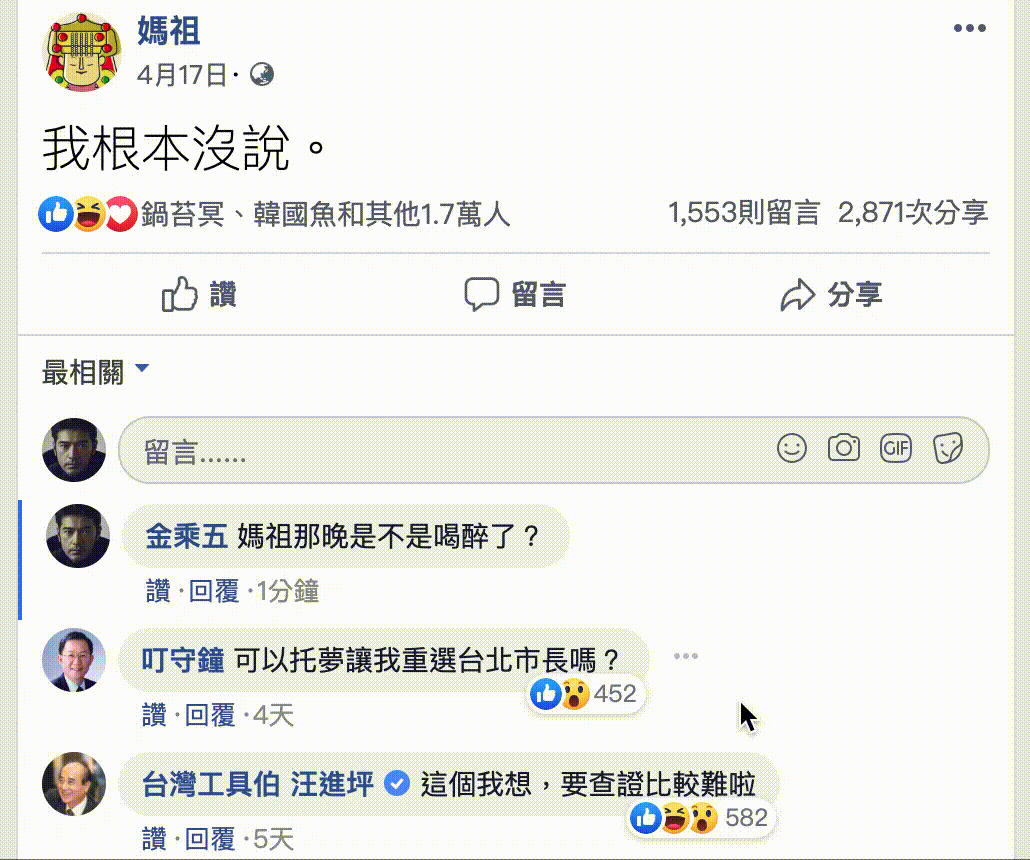 媽祖
4月17日·
我根本沒說。
鍋苔冥、韓國魚和其他1.7萬人 1,553則留言 2,871次分享
讚 留言 分享
最相關
留言…… GIF
金乘五 媽祖那晚是不是喝醉了？
讚·回覆·1分鐘
叮守鐘 可以托夢讓我重選台北市長嗎？
452
讚·回覆·4天
台灣工具伯 汪進坪 這個我想，要查證比較難啦
582
讚·回覆·5天